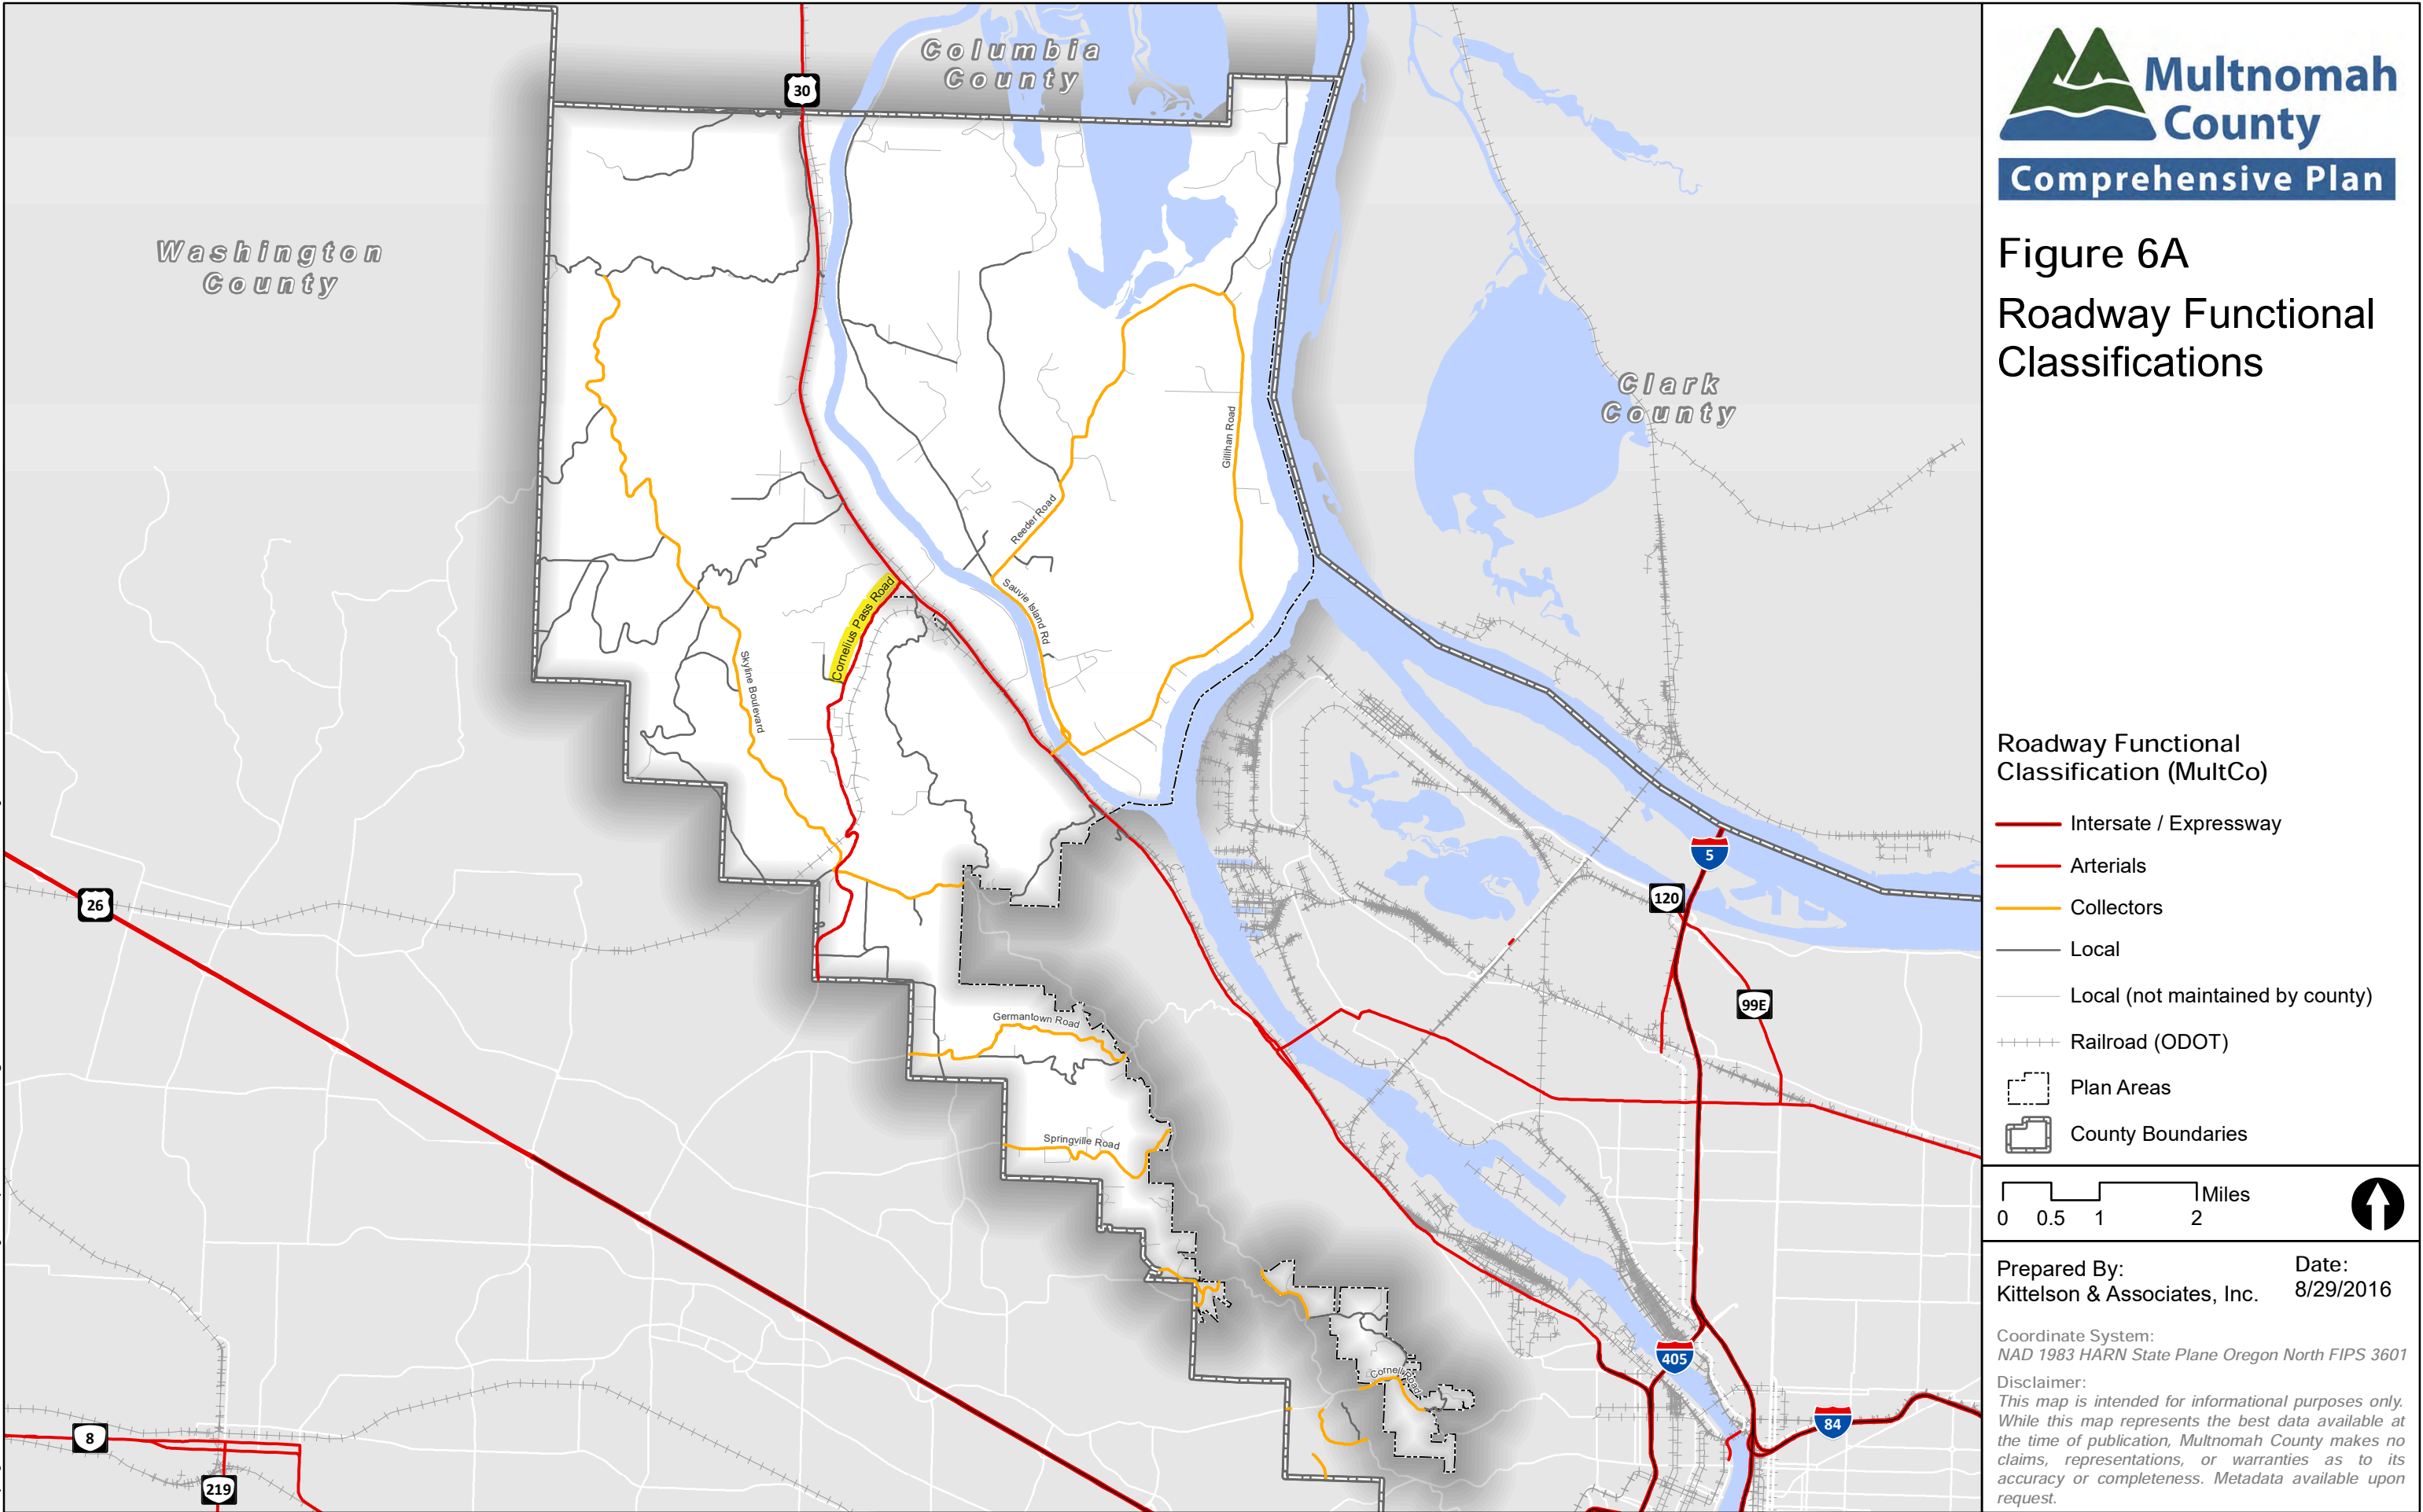 Columbia
County
30
Washington
County
Clark
County
Gillihan Road
Reeder Road
Sauvie Island Rd
Cornelius Pass Road
Skyline Boulevard
26
5
120
99E
Germantown Road
Springville Road
Cornell Road
405
84
8
219
Multnomah
County
Comprehensive Plan
Figure 6A
Roadway Functional
Classifications
Roadway Functional
Classification (MultCo)
Intersate / Expressway
Arterials
Collectors
Local
Local (not maintained by county)
Railroad (ODOT)
Plan Areas
County Boundaries
Miles
0 0.5 1 2
Prepared By:
Kittelson & Associates, Inc.
Date:
8/29/2016
Coordinate System:
NAD 1983 HARN State Plane Oregon North FIPS 3601
Disclaimer:
This map is intended for informational purposes only.
While this map represents the best data available at
the time of publication, Multnomah County makes no
claims, representations, or warranties as to its
accuracy or completeness. Metadata available upon
request.